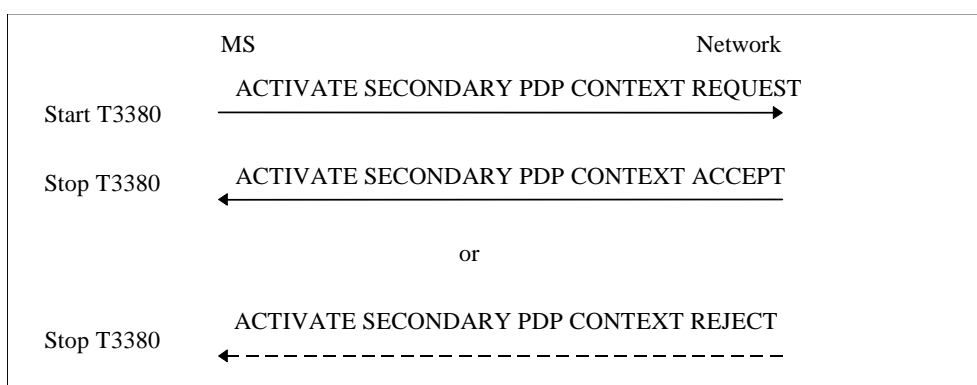 MS Network
ACTIVATE SECONDARY PDP CONTEXT REQUEST
Start T3380
ACTIVATE SECONDARY PDP CONTEXT ACCEPT
Stop T3380
or
ACTIVATE SECONDARY PDP CONTEXT REJECT
Stop T3380